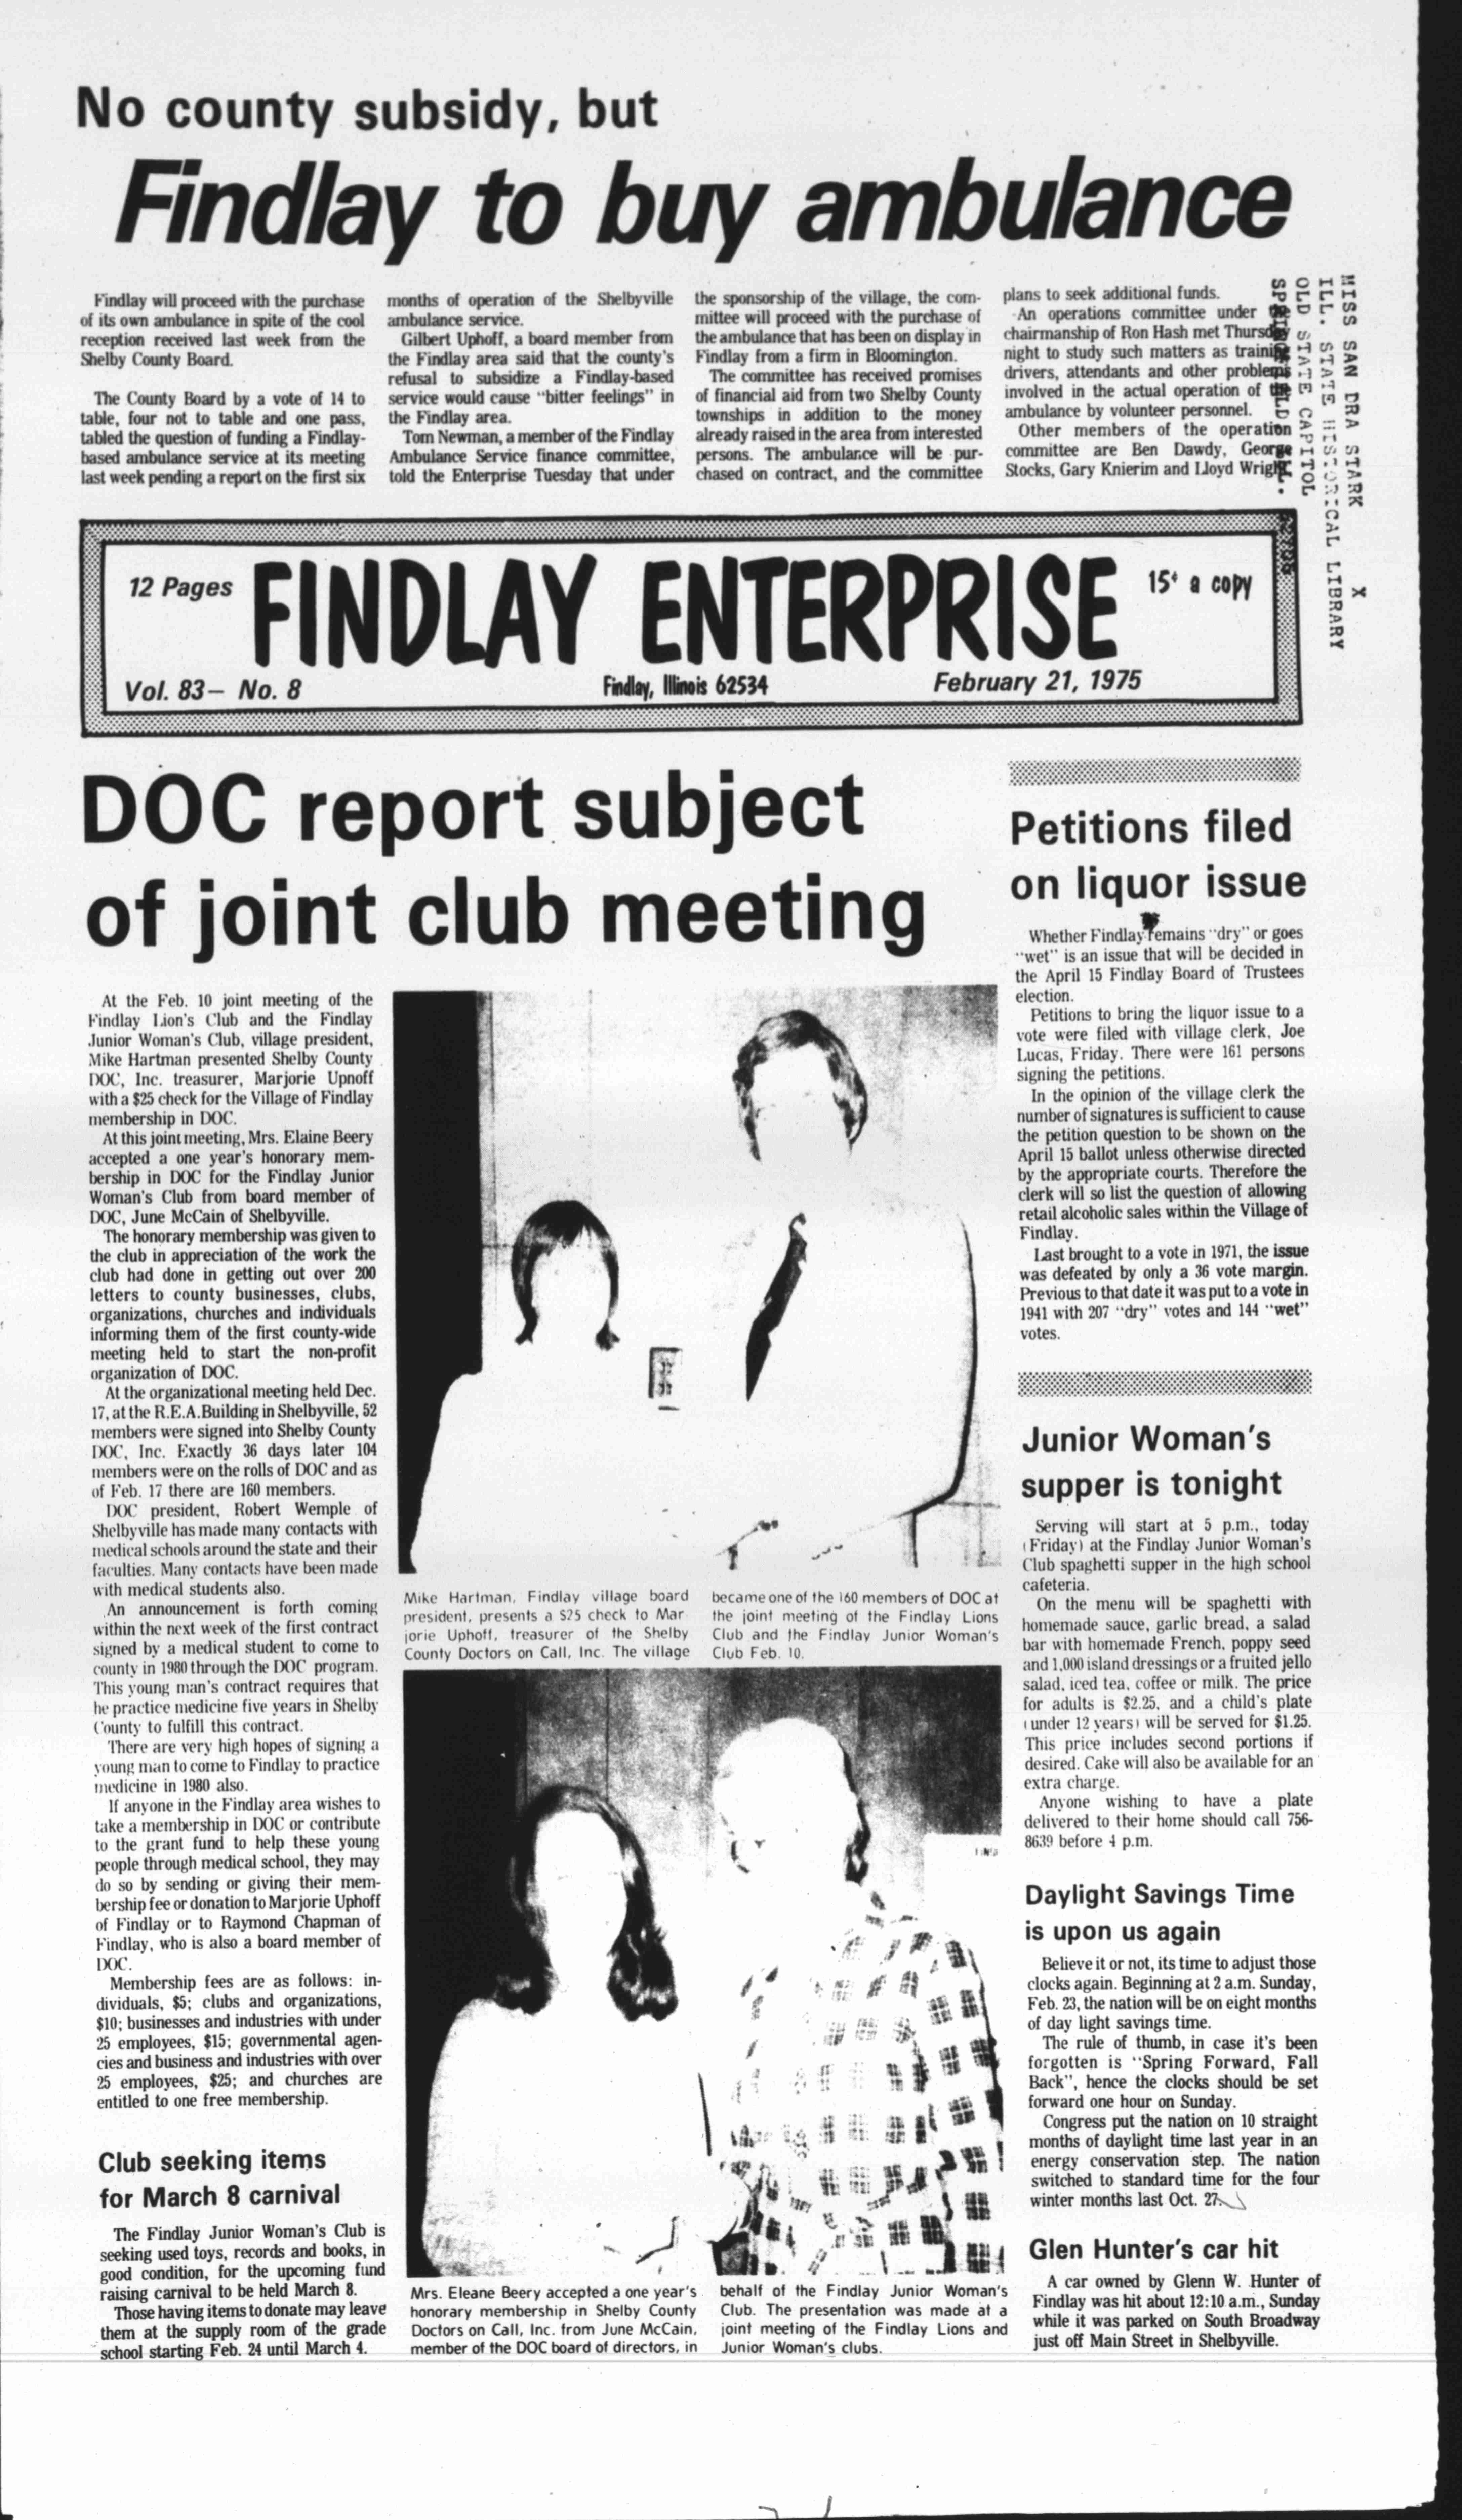 No county subsidy, but
Findlay to buy ambulance
Findlay will proceed with the purchase
of its own ambulance in spite of the cool
reception received last week from the
Shelby County Board.
The County Board by a vote of 14 to
table, four not to table and one pass,
tabled the question of funding a Findlay-
based ambulance service at its meeting
last week pending a report on the first six
months of operation of the Shelbyville
ambulance service.
Gilbert Uphoff, a board member from
the Findlay area said that the county's
refusal to subsidize a Findlay-based
service would cause "bitter feelings" in
the Findlay area.
Tom Newman, a member of the Findlay
Ambulance Service finance committee,
told the Enterprise Tuesday that under
the sponsorship of the village, the com-
mittee will proceed with the purchase of
the ambulance that has been on display in
Findlay from a firm in Bloomington.
The committee has received promises
of financial aid from two Shelby County
townships in addition to the money
already raised in the area from interested
persons. The ambulance will be pur-
chased on contract, and the committee
plans to seek additional funds.
An operations committee under
chairmanship of Ron Hash met Thursday
night to study such matters as training
drivers, attendants and other problems
involved in the actual operation of the
ambulance by volunteer personnel.
Other members of the operation
committee are Ben Dawdy, George
Stocks, Gary Knierim and Lloyd Wright.
MISS SAN DRA STARK X
ILL. STATE HISTORICAL LIBRARY
OLD STATE CAPITOL
12 Pages
FINDLAY ENTERPRISE
15¢ a copy
Vol. 83— No. 8
Findlay, Illinois 62534
February 21, 1975
DOC report subject
of joint club meeting
At the Feb. 10 joint meeting of the
Findlay Lion's Club and the Findlay
Junior Woman's Club, village president,
Mike Hartman presented Shelby County
DOC, Inc. treasurer, Marjorie Upnoff
with a $25 check for the Village of Findlay
membership in DOC.
At this joint meeting, Mrs. Elaine Beery
accepted a one year's honorary mem-
bership in DOC for the Findlay Junior
Woman's Club from board member of
DOC, June McCain of Shelbyville.
The honorary membership was given to
the club in appreciation of the work the
club had done in getting out over 200
letters to county businesses, clubs,
organizations, churches and individuals
informing them of the first county-wide
meeting held to start the non-profit
organization of DOC.
At the organizational meeting held Dec.
17, at the R.E.A.Building in Shelbyville, 52
members were signed into Shelby County
DOC, Inc. Exactly 36 days later 104
members were on the rolls of DOC and as
of Feb. 17 there are 160 members.
DOC president, Robert Wemple of
Shelbyville has made many contacts with
medical schools around the state and their
faculties. Many contacts have been made
with medical students also.
An announcement is forth coming
within the next week of the first contract
signed by a medical student to come to
county in 1980 through the DOC program.
This young man's contract requires that
he practice medicine five years in Shelby
County to fulfill this contract.
There are very high hopes of signing a
young man to come to Findlay to practice
medicine in 1980 also.
If anyone in the Findlay area wishes to
take a membership in DOC or contribute
to the grant fund to help these young
people through medical school, they may
do so by sending or giving their mem-
bership fee or donation to Marjorie Uphoff
of Findlay or to Raymond Chapman of
Findlay, who is also a board member of
DOC.
Membership fees are as follows: in-
dividuals, $5; clubs and organizations,
$10; businesses and industries with under
25 employees, $15; governmental agen-
cies and business and industries with over
25 employees, $25; and churches are
entitled to one free membership.
Club seeking items
for March 8 carnival
The Findlay Junior Woman's Club is
seeking used toys, records and books, in
good condition, for the upcoming fund
raising carnival to be held March 8.
Those having items to donate may leave
them at the supply room of the grade
school starting Feb. 24 until March 4.
Mike Hartman, Findlay village board
president, presents a $25 check to Mar
jorie Uphoff, treasurer of the Shelby
County Doctors on Call, Inc. The village
became one of the 160 members of DOC at
the joint meeting of the Findlay Lions
Club and the Findlay Junior Woman's
Club Feb. 10.
Mrs. Eleane Beery accepted a one year's
honorary membership in Shelby County
Doctors on Call, Inc. from June McCain,
member of the DOC board of directors, in
behalf of the Findlay Junior Woman's
Club. The presentation was made at a
joint meeting of the Findlay Lions and
Junior Woman's clubs.
Petitions filed
on liquor issue
Whether Findlay remains "dry" or goes
"wet" is an issue that will be decided in
the April 15 Findlay Board of Trustees
election.
Petitions to bring the liquor issue to a
vote were filed with village clerk, Joe
Lucas, Friday. There were 161 persons
signing the petitions.
In the opinion of the village clerk the
number of signatures is sufficient to cause
the petition question to be shown on the
April 15 ballot unless otherwise directed
by the appropriate courts. Therefore the
clerk will so list the question of allowing
retail alcoholic sales within the Village of
Findlay.
Last brought to a vote in 1971, the issue
was defeated by only a 36 vote margin.
Previous to that date it was put to a vote in
1941 with 207 "dry" votes and 144 "wet"
votes.
Junior Woman's
supper is tonight
Serving will start at 5 p.m., today
(Friday) at the Findlay Junior Woman's
Club spaghetti supper in the high school
cafeteria.
On the menu will be spaghetti with
homemade sauce, garlic bread, a salad
bar with homemade French, poppy seed
and 1,000 island dressings or a fruited jello
salad, iced tea, coffee or milk. The price
for adults is $2.25, and a child's plate
(under 12 years) will be served for $1.25.
This price includes second portions if
desired. Cake will also be available for an
extra charge.
Anyone wishing to have a plate
delivered to their home should call 756-
8639 before 4 p.m.
Daylight Savings Time
is upon us again
Believe it or not, its time to adjust those
clocks again. Beginning at 2 a.m. Sunday,
Feb. 23, the nation will be on eight months
of day light savings time.
The rule of thumb, in case it's been
forgotten is "Spring Forward, Fall
Back", hence the clocks should be set
forward one hour on Sunday.
Congress put the nation on 10 straight
months of daylight time last year in an
energy conservation step. The nation
switched to standard time for the four
winter months last Oct. 27.
Glen Hunter's car hit
A car owned by Glenn W. Hunter of
Findlay was hit about 12:10 a.m., Sunday
while it was parked on South Broadway
just off Main Street in Shelbyville.